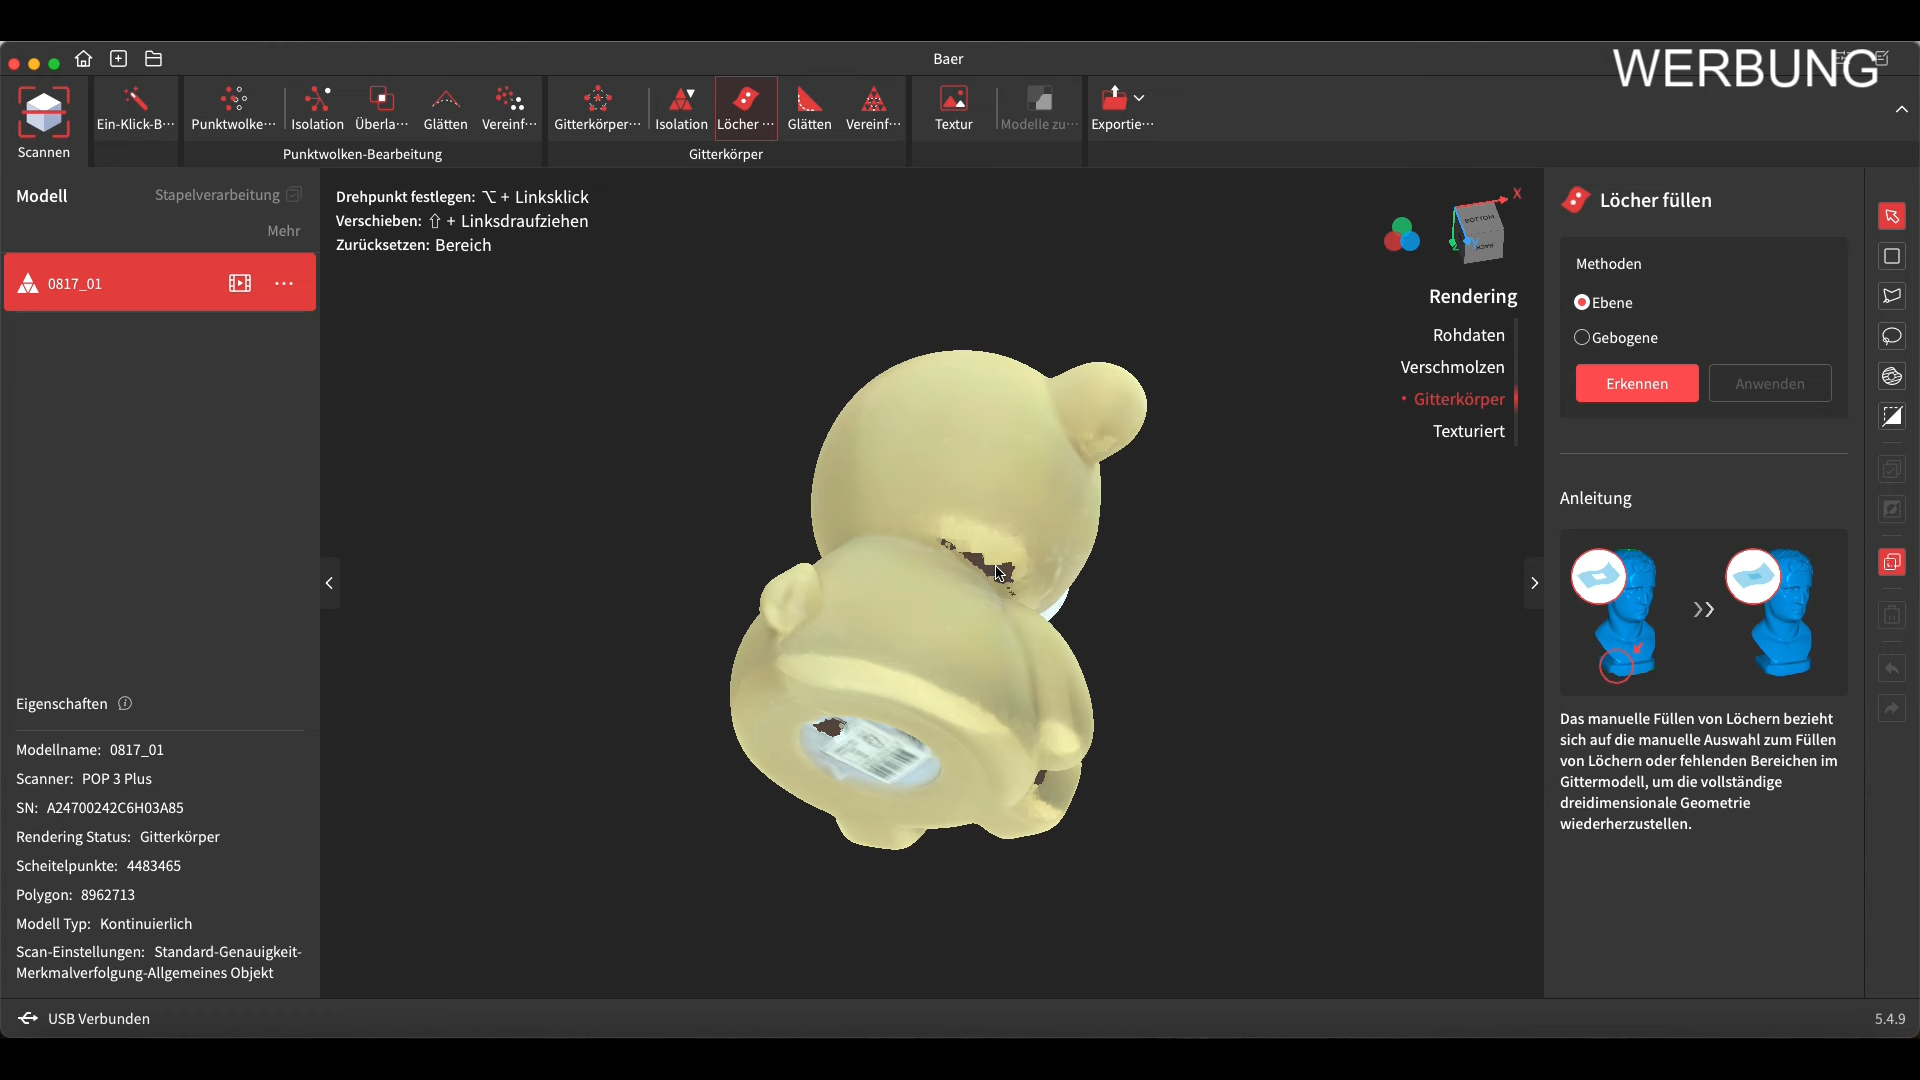 Baer
WERBUNG
Scannen
Ein-Klick-B···
Punktwolke···
Isolation
Überla···
Glätten
Vereinf···
Punktwolken-Bearbeitung
Gitterkörper···
Isolation
Löcher ···
Glätten
Vereinf···
Gitterkörper
Textur
Modelle zu···
Exportie···
Modell
Stapelverarbeitung
Mehr
0817_01
Eigenschaften
Modellname: 0817_01
Scanner: POP 3 Plus
SN: A24700242C6H03A85
Rendering Status: Gitterkörper
Scheitelpunkte: 4483465
Polygon: 8962713
Modell Typ: Kontinuierlich
Scan-Einstellungen: Standard-Genauigkeit-
Merkmalverfolgung-Allgemeines Objekt
Drehpunkt festlegen: ⌥ + Linksklick
Verschieben: ⇧ + Linksdraufziehen
Zurücksetzen: Bereich
X
BOTTOM
BACK
Rendering
Rohdaten
Verschmolzen
• Gitterkörper
Texturiert
Löcher füllen
Methoden
Ebene
Gebogene
Erkennen
Anwenden
Anleitung
Das manuelle Füllen von Löchern bezieht
sich auf die manuelle Auswahl zum Füllen
von Löchern oder fehlenden Bereichen im
Gittermodell, um die vollständige
dreidimensionale Geometrie
wiederherzustellen.
USB Verbunden
5.4.9